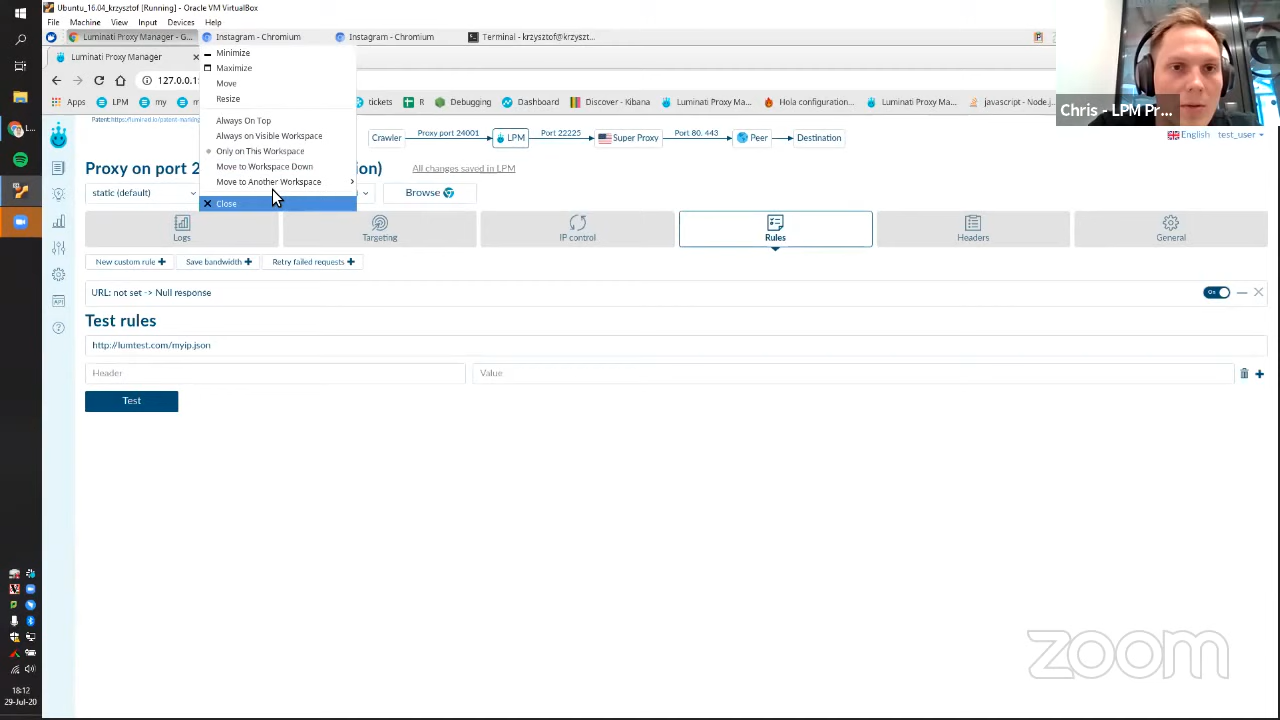 Ubuntu_16.04_krzysztof [Running] - Oracle VM VirtualBox
File Machine View Input Devices Help
Luminati Proxy Manager - G... Instagram - Chromium Instagram - Chromium Terminal - krzysztof@krzyszt...
Luminati Proxy Manager
127.0.0.1
Apps LPM tickets R Debugging Dashboard Discover - Kibana Luminati Proxy Ma... Hola configuration... Luminati Proxy Ma... my javascript - Node.j...
Minimize
Maximize
Move
Resize
Always On Top
Always on Visible Workspace
Only on This Workspace
Move to Workspace Down
Move to Another Workspace
Close
Crawler Proxy port 24001 LPM Port 22225 Super Proxy Port 80, 443 Peer Destination
English test_user
Proxy on port 2
All changes saved in LPM
static (default) Browse
Logs Targeting IP control Rules Headers General
New custom rule Save bandwidth Retry failed requests
URL: not set -> Null response On
Test rules
http://lumtest.com/myip.json
Header Value
Test
API
Chris - LPM Pr...
zoom
18:12
29-Jul-20